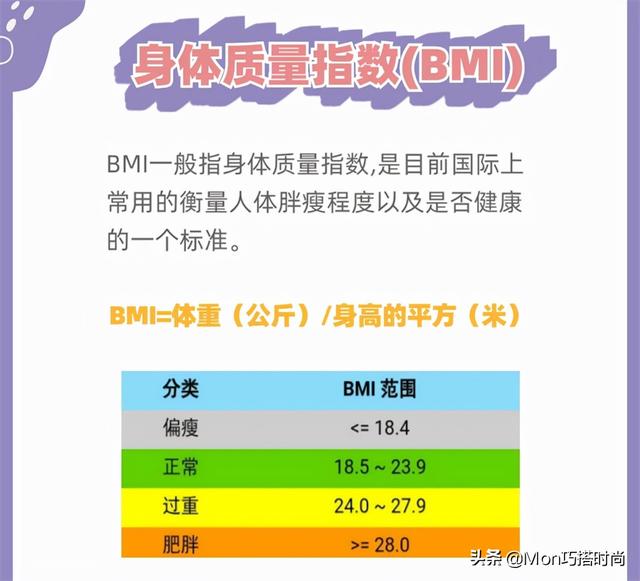 身体质量指数(BMI)
BMI一般指身体质量指数,是目前国际上
常用的衡量人体胖瘦程度以及是否健康
的一个标准。
BMI=体重（公斤）/身高的平方（米）
分类 BMI 范围
偏瘦 <= 18.4
正常 18.5 ~ 23.9
过重 24.0 ~ 27.9
肥胖 >= 28.0
头条 @Mon巧搭时尚